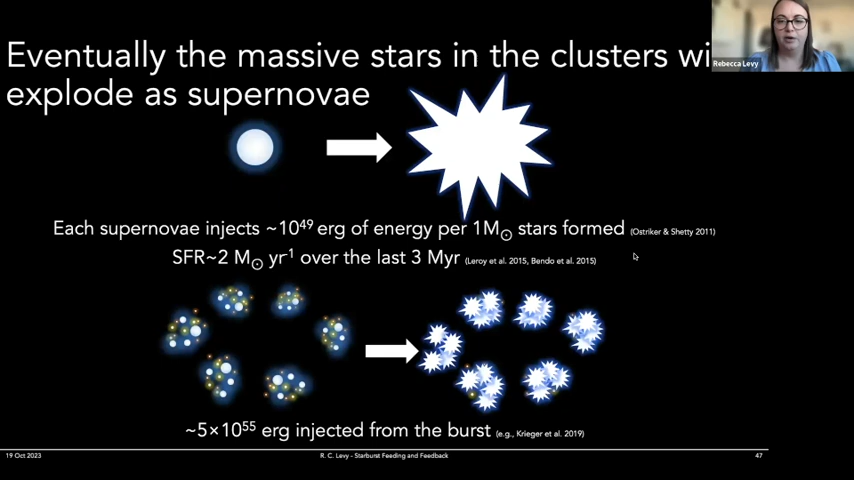 Eventually the massive stars in the clusters wi
explode as supernovae
Rebecca Levy
Each supernovae injects ~10⁴⁹ erg of energy per 1M☉ stars formed (Ostriker & Shetty 2011)
SFR~2 M☉ yr⁻¹ over the last 3 Myr (Leroy et al. 2015, Bendo et al. 2015)
~5×10⁵⁵ erg injected from the burst (e.g., Krieger et al. 2019)
19 Oct 2023
R. C. Levy - Starburst Feeding and Feedback
47